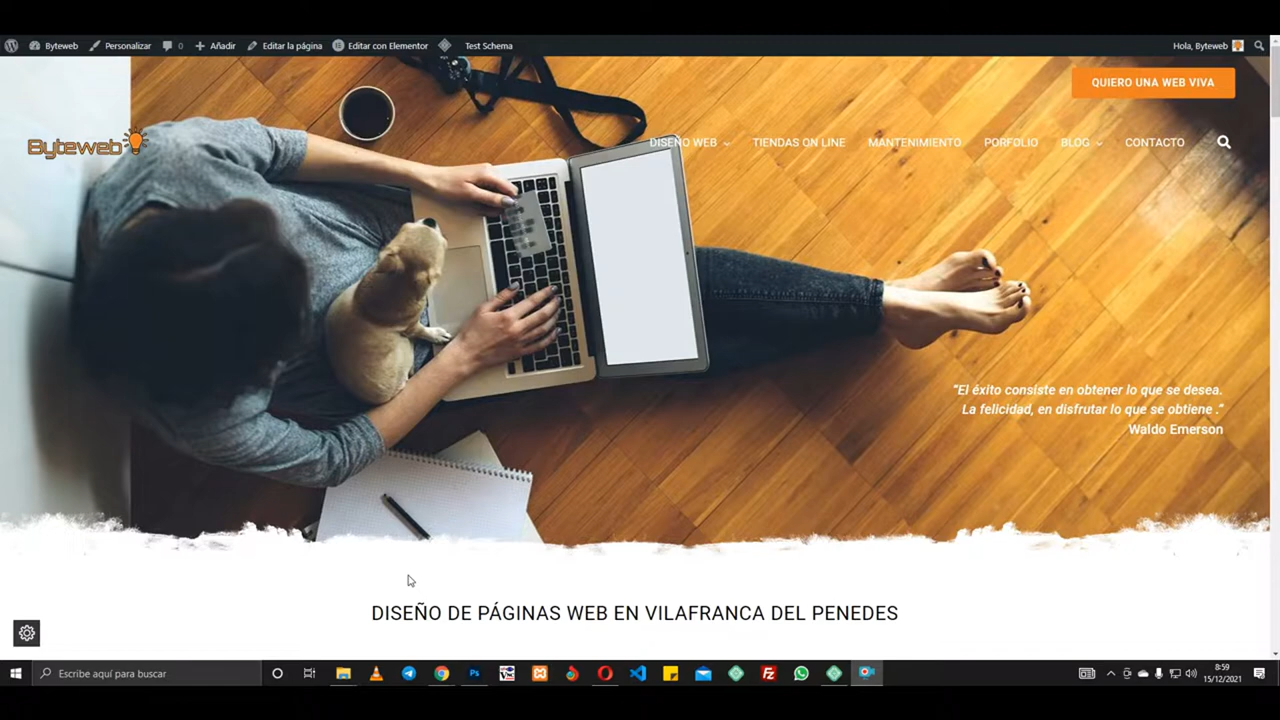 Byteweb
Personalizar
0
Añadir
Editar la página
Editar con Elementor
Test Schema
Hola, Byteweb
QUIERO UNA WEB VIVA
Byteweb
DISEÑO WEB
TIENDAS ON LINE
MANTENIMIENTO
PORFOLIO
BLOG
CONTACTO
“El éxito consiste en obtener lo que se desea.
La felicidad, en disfrutar lo que se obtiene .”
Waldo Emerson
DISEÑO DE PÁGINAS WEB EN VILAFRANCA DEL PENEDES
Escribe aquí para buscar
8:59
15/12/2021